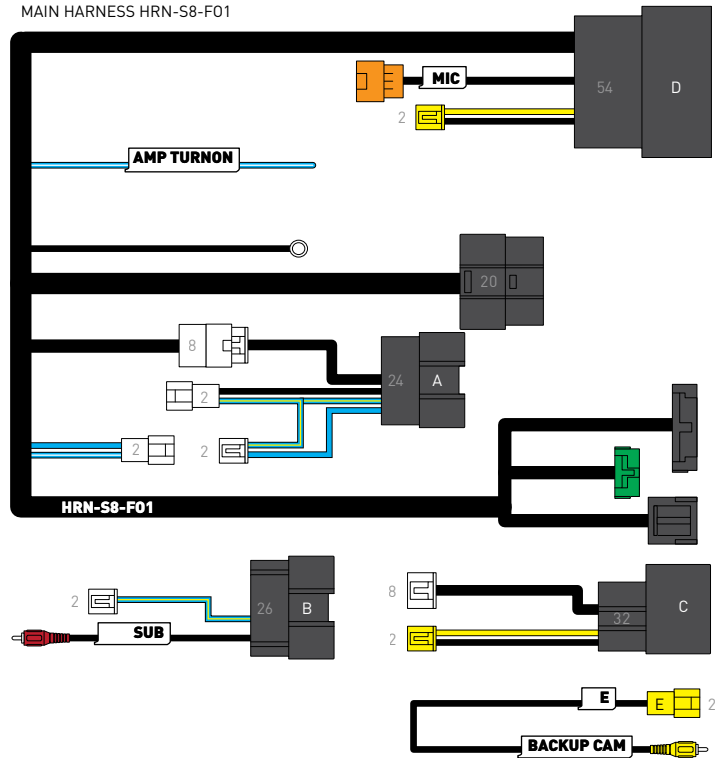 MAIN HARNESS HRN-S8-F01
MIC
54
D
2
AMP TURNON
20
8
24
A
2
2
2
HRN-S8-F01
2
26
B
SUB
8
32
C
2
E
E
2
BACKUP CAM